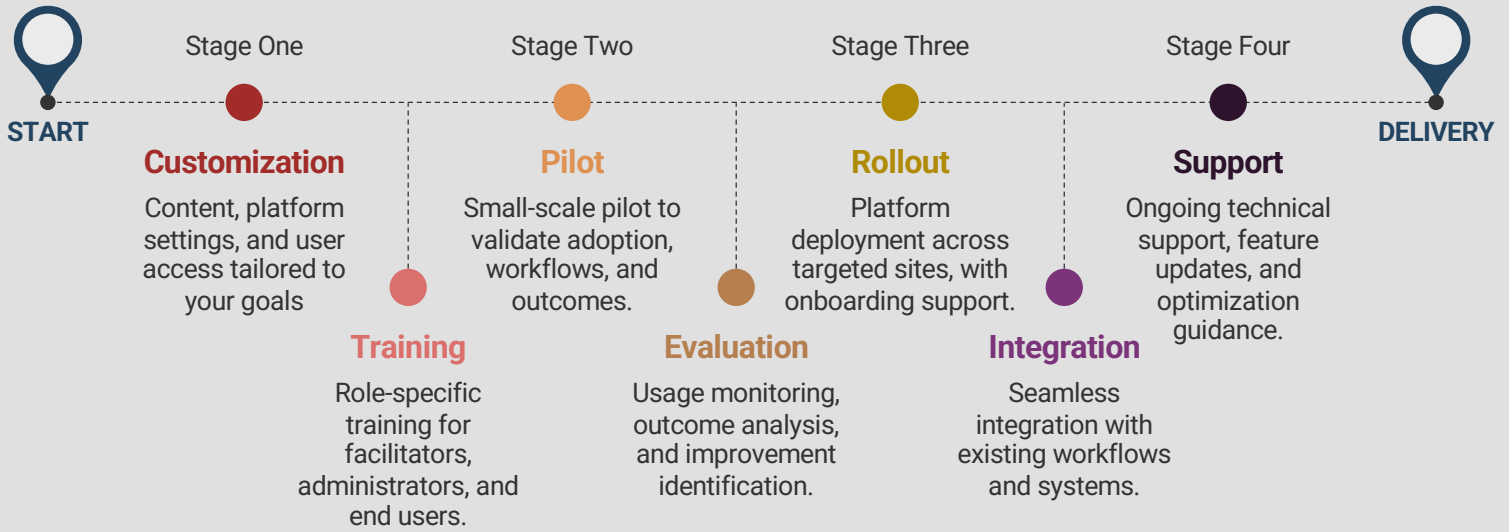 Stage One
Stage Two
Stage Three
Stage Four
START
DELIVERY
Customization
Content, platform
settings, and user
access tailored to
your goals
Training
Role-specific
training for
facilitators,
administrators, and
end users.
Pilot
Small-scale pilot to
validate adoption,
workflows, and
outcomes.
Evaluation
Usage monitoring,
outcome analysis,
and improvement
identification.
Rollout
Platform
deployment across
targeted sites, with
onboarding support.
Integration
Seamless
integration with
existing workflows
and systems.
Support
Ongoing technical
support, feature
updates, and
optimization
guidance.